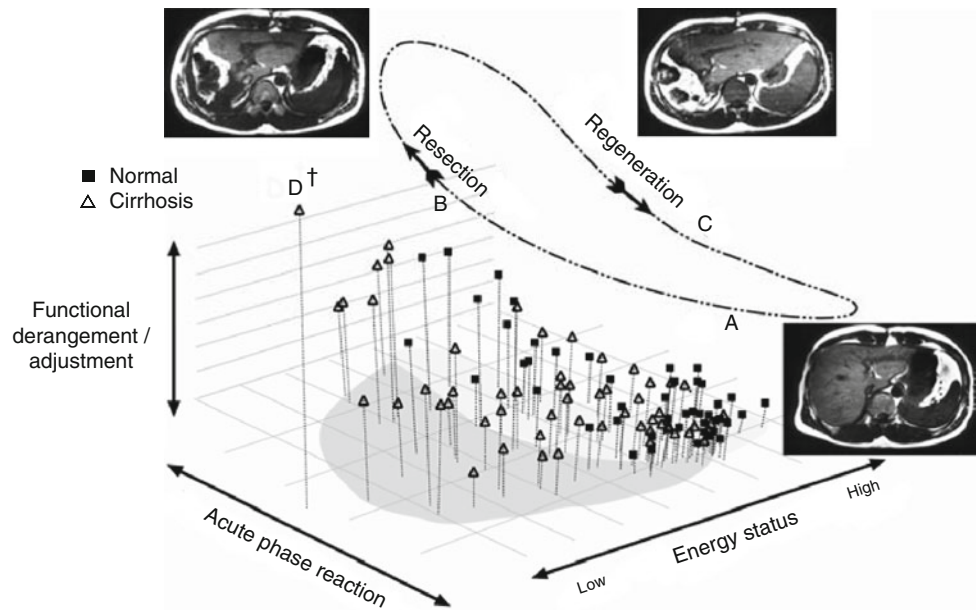 Resection
Regeneration
Normal
Cirrhosis
D†
B
C
A
Functional
derangement /
adjustment
Acute phase reaction
Low
Energy status
High